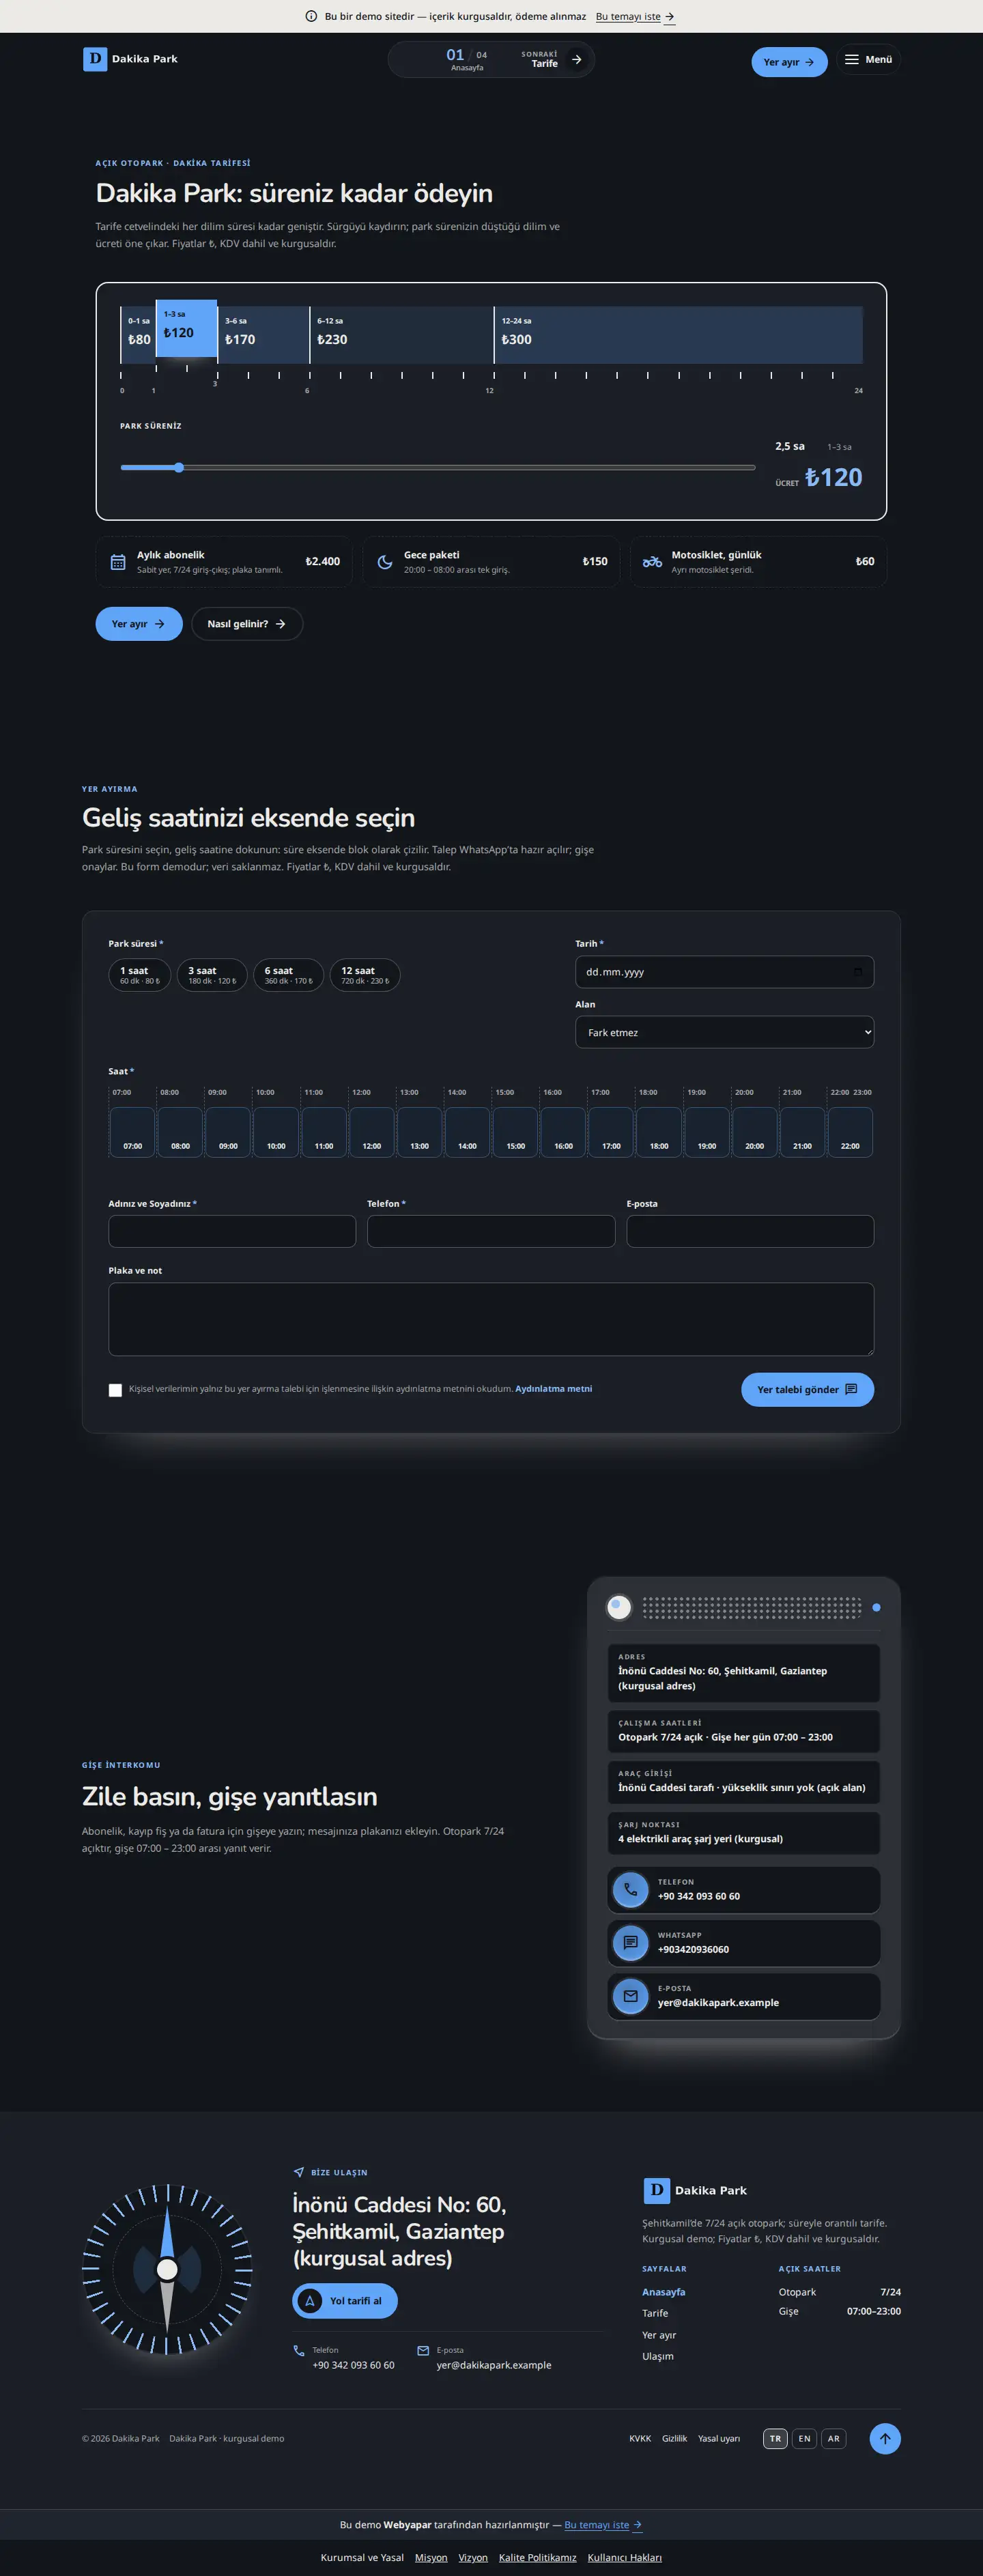 Bu bir demo sitedir — içerik kurgusaldır, ödeme alınmaz Bu temayı iste
D Dakika Park
01 / 04
Anasayfa
SONRAKİ
Tarife
Yer ayır
Menü
AÇIK OTOPARK · DAKİKA TARİFESİ
Dakika Park: süreniz kadar ödeyin
Tarife cetvelindeki her dilim süresi kadar geniştir. Sürgüyü kaydırın; park sürenizin düştüğü dilim ve
ücreti öne çıkar. Fiyatlar ₺, KDV dahil ve kurgusaldır.
0–1 sa
₺80
1–3 sa
₺120
3–6 sa
₺170
6–12 sa
₺230
12–24 sa
₺300
0 1 3 6 12 24
PARK SÜRENİZ
2,5 sa 1–3 sa
ÜCRET ₺120
Aylık abonelik
Sabit yer, 7/24 giriş-çıkış; plaka tanımlı.
₺2.400
Gece paketi
20:00 – 08:00 arası tek giriş.
₺150
Motosiklet, günlük
Ayrı motosiklet şeridi.
₺60
Yer ayır
Nasıl gelinir?
YER AYIRMA
Geliş saatinizi eksende seçin
Park süresini seçin, geliş saatine dokunun: süre eksende blok olarak çizilir. Talep WhatsApp'ta hazır açılır; gişe
onaylar. Bu form demodur; veri saklanmaz. Fiyatlar ₺, KDV dahil ve kurgusaldır.
Park süresi *
1 saat
60 dk · 80 ₺
3 saat
180 dk · 120 ₺
6 saat
360 dk · 170 ₺
12 saat
720 dk · 230 ₺
Tarih *
dd.mm.yyyy
Alan
Fark etmez
Saat *
07:00 08:00 09:00 10:00 11:00 12:00 13:00 14:00 15:00 16:00 17:00 18:00 19:00 20:00 21:00 22:00 23:00
07:00 08:00 09:00 10:00 11:00 12:00 13:00 14:00 15:00 16:00 17:00 18:00 19:00 20:00 21:00 22:00
Adınız ve Soyadınız *
Telefon *
E-posta
Plaka ve not
Kişisel verilerimin yalnız bu yer ayırma talebi için işlenmesine ilişkin aydınlatma metnini okudum. Aydınlatma metni
Yer talebi gönder
ADRES
İnönü Caddesi No: 60, Şehitkamil, Gaziantep
(kurgusal adres)
ÇALIŞMA SAATLERİ
Otopark 7/24 açık · Gişe her gün 07:00 – 23:00
ARAÇ GİRİŞİ
İnönü Caddesi tarafı · yükseklik sınırı yok (açık alan)
ŞARJ NOKTASI
4 elektrikli araç şarj yeri (kurgusal)
TELEFON
+90 342 093 60 60
WHATSAPP
+903420936060
E-POSTA
yer@dakikapark.example
GİŞE İNTERKOMU
Zile basın, gişe yanıtlasın
Abonelik, kayıp fiş ya da fatura için gişeye yazın; mesajınıza plakanızı ekleyin. Otopark 7/24
açıktır, gişe 07:00 – 23:00 arası yanıt verir.
BİZE ULAŞIN
İnönü Caddesi No: 60,
Şehitkamil, Gaziantep
(kurgusal adres)
Yol tarifi al
Telefon
+90 342 093 60 60
E-posta
yer@dakikapark.example
D Dakika Park
Şehitkamil'de 7/24 açık otopark; süreyle orantılı tarife.
Kurgusal demo; Fiyatlar ₺, KDV dahil ve kurgusaldır.
SAYFALAR
Anasayfa
Tarife
Yer ayır
Ulaşım
AÇIK SAATLER
Otopark 7/24
Gişe 07:00–23:00
© 2026 Dakika Park Dakika Park · kurgusal demo
KVKK Gizlilik Yasal uyarı
TR EN AR
Bu demo Webyapar tarafından hazırlanmıştır — Bu temayı iste
Kurumsal ve Yasal Misyon Vizyon Kalite Politikamız Kullanıcı Hakları